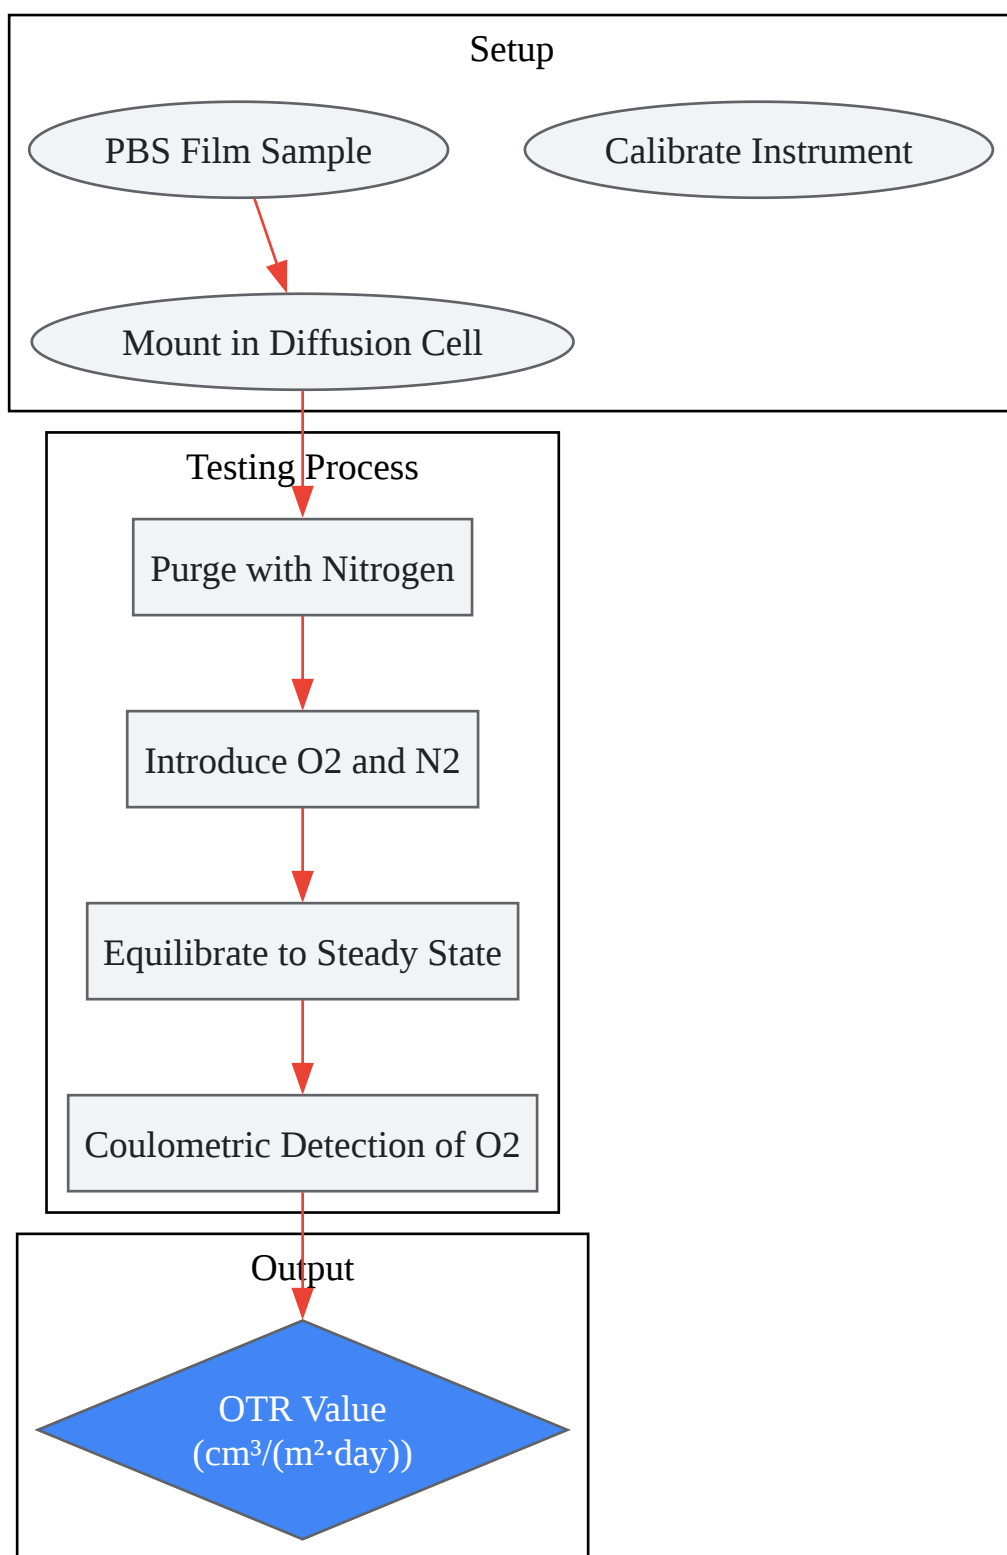 Setup
PBS Film Sample
Calibrate Instrument
Mount in Diffusion Cell
Testing Process
Purge with Nitrogen
Introduce O2 and N2
Equilibrate to Steady State
Coulometric Detection of O2
Output
OTR Value
(cm³/(m²·day))